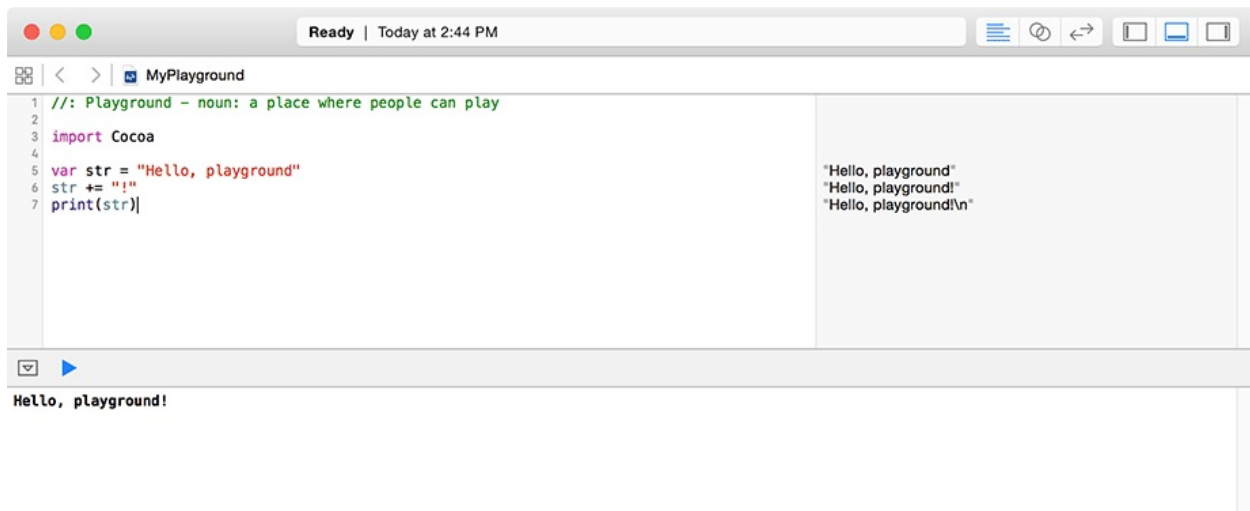 Ready | Today at 2:44 PM
MyPlayground
1 //: Playground – noun: a place where people can play
2
3 import Cocoa
4
5 var str = "Hello, playground"
6 str += "!"
7 print(str)
"Hello, playground"
"Hello, playground!"
"Hello, playground!\n"
Hello, playground!